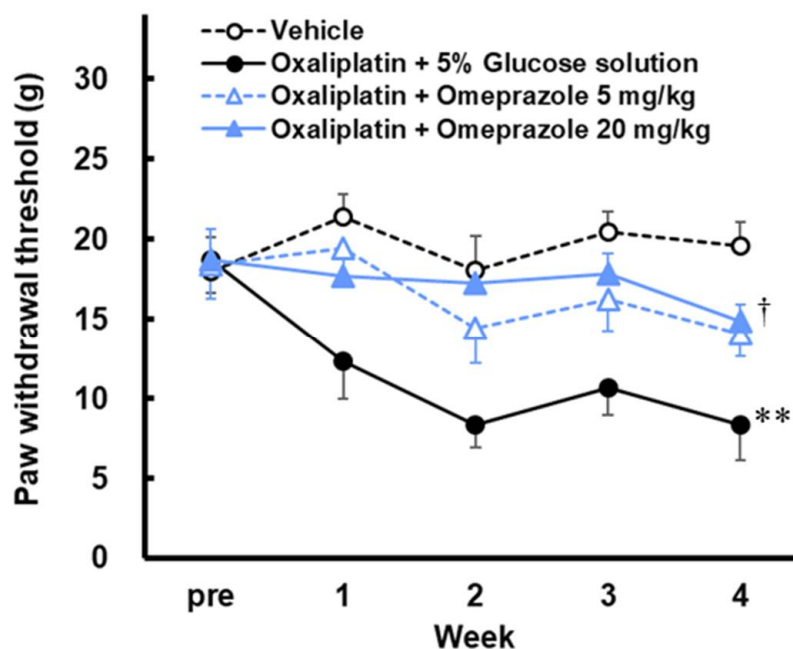 Vehicle
Oxaliplatin + 5% Glucose solution
Oxaliplatin + Omeprazole 5 mg/kg
Oxaliplatin + Omeprazole 20 mg/kg
Paw withdrawal threshold (g)
30
25
20
15
10
5
0
†
**
pre 1 2 3 4
Week